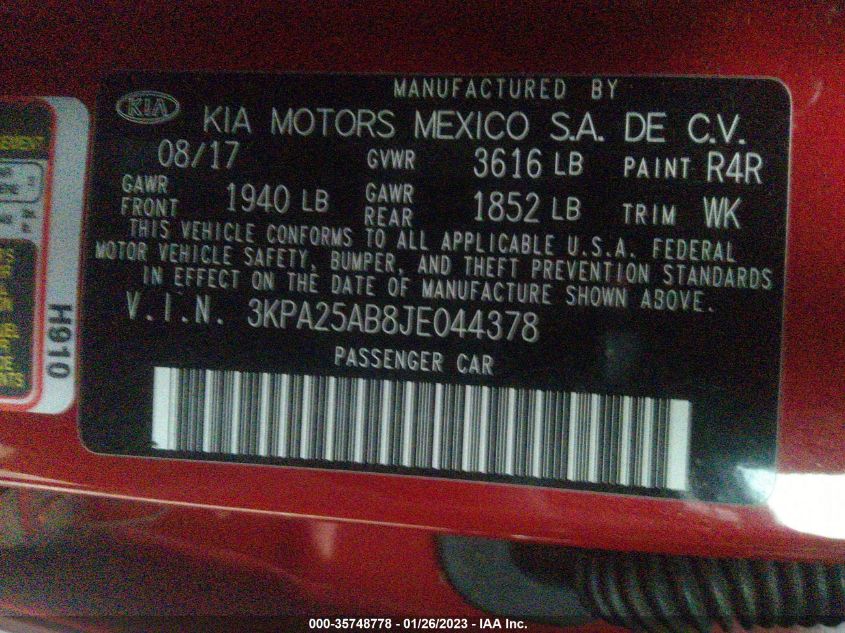 MANUFACTURED BY
KIA KIA MOTORS MEXICO S.A. DE C.V.
08/17 GVWR 3616 LB PAINT R4R
GAWR FRONT 1940 LB GAWR REAR 1852 LB TRIM WK
THIS VEHICLE CONFORMS TO ALL APPLICABLE U.S.A. FEDERAL
MOTOR VEHICLE SAFETY, BUMPER, AND THEFT PREVENTION STANDARDS
IN EFFECT ON THE DATE OF MANUFACTURE SHOWN ABOVE.
V.I.N. 3KPA25AB8JE044378
PASSENGER CAR
H910
000-35748778 - 01/26/2023 - IAA Inc.